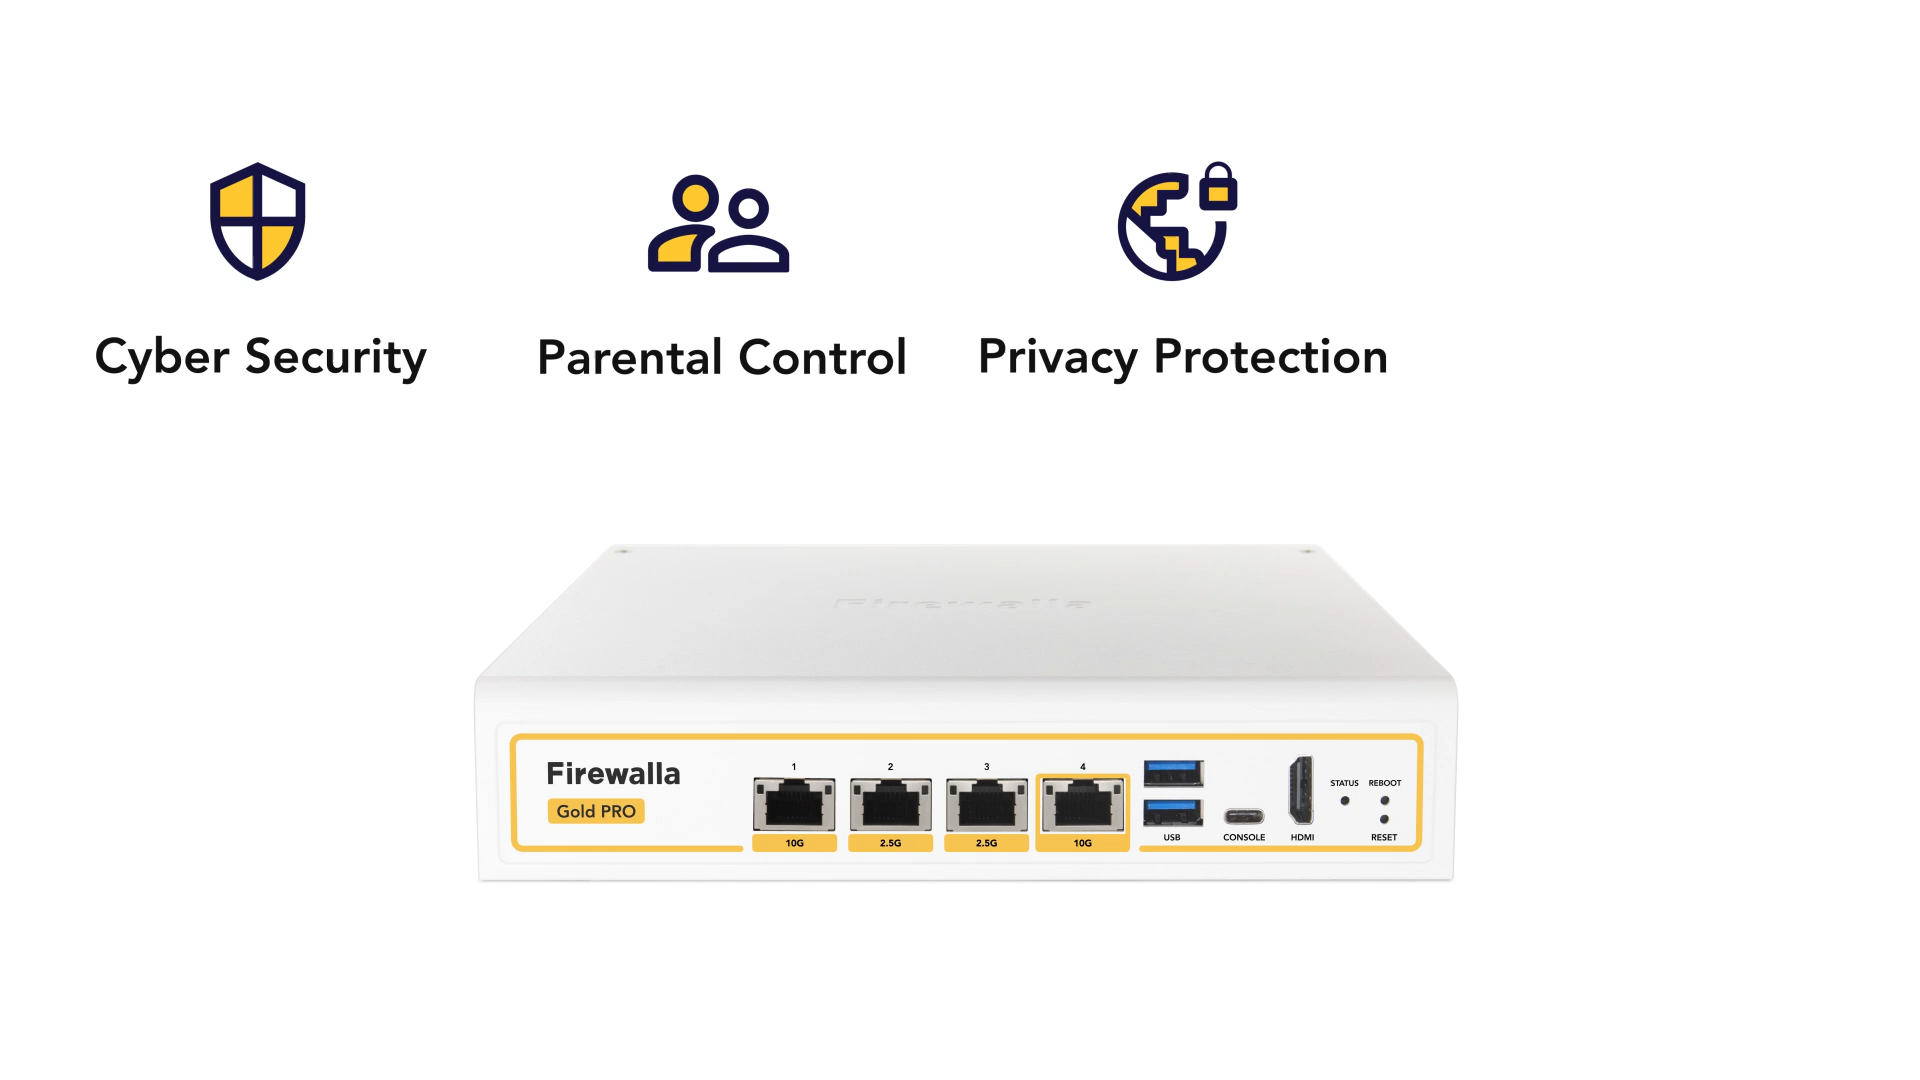 Cyber Security
Parental Control
Privacy Protection
Firewalla
Firewalla
Gold PRO
1
2
3
4
10G
2.5G
2.5G
10G
USB
CONSOLE
HDMI
STATUS
REBOOT
RESET